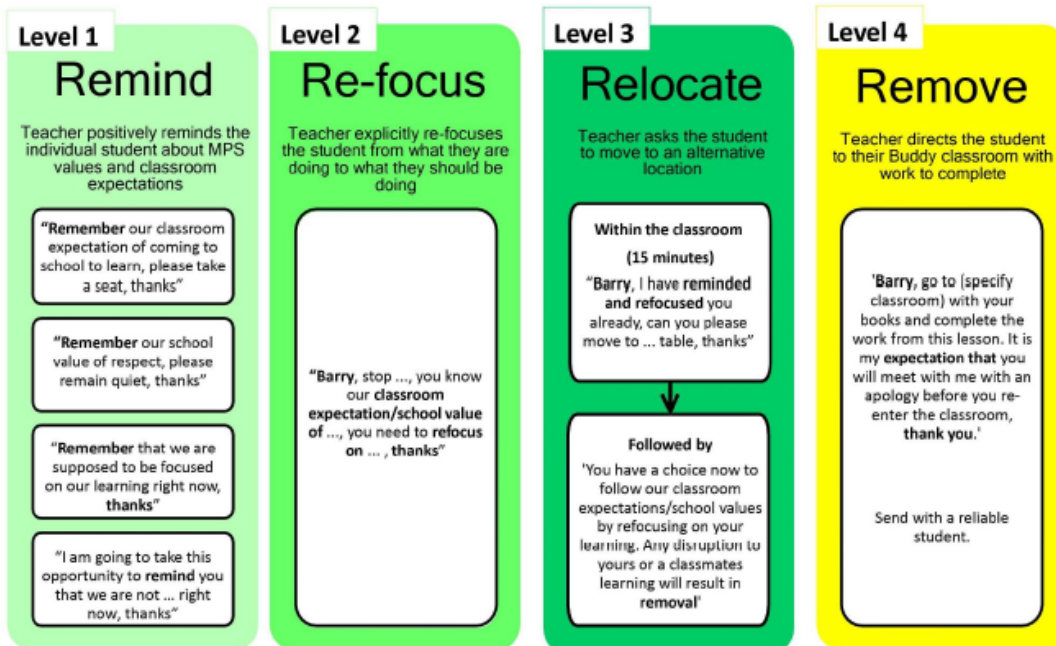 Level 1
Remind
Teacher positively reminds the
individual student about MPS
values and classroom
expectations
“Remember our classroom
expectation of coming to
school to learn, please take
a seat, thanks”
“Remember our school
value of respect, please
remain quiet, thanks”
“Remember that we are
supposed to be focused
on our learning right now,
thanks”
“I am going to take this
opportunity to remind you
that we are not ... right
now, thanks”
Level 2
Re-focus
Teacher explicitly re-focuses
the student from what they are
doing to what they should be
doing
“Barry, stop ..., you know
our classroom
expectation/school value
of ..., you need to refocus
on ... , thanks”
Level 3
Relocate
Teacher asks the student
to move to an alternative
location
Within the classroom
(15 minutes)
“Barry, I have reminded
and refocused you
already, can you please
move to ... table, thanks”
Followed by
'You have a choice now to
follow our classroom
expectations/school values
by refocusing on your
learning. Any disruption to
yours or a classmates
learning will result in
removal'
Level 4
Remove
Teacher directs the student
to their Buddy classroom with
work to complete
'Barry, go to (specify
classroom) with your
books and complete the
work from this lesson. It is
my expectation that you
will meet with me with an
apology before you re-
enter the classroom,
thank you.'
Send with a reliable
student.